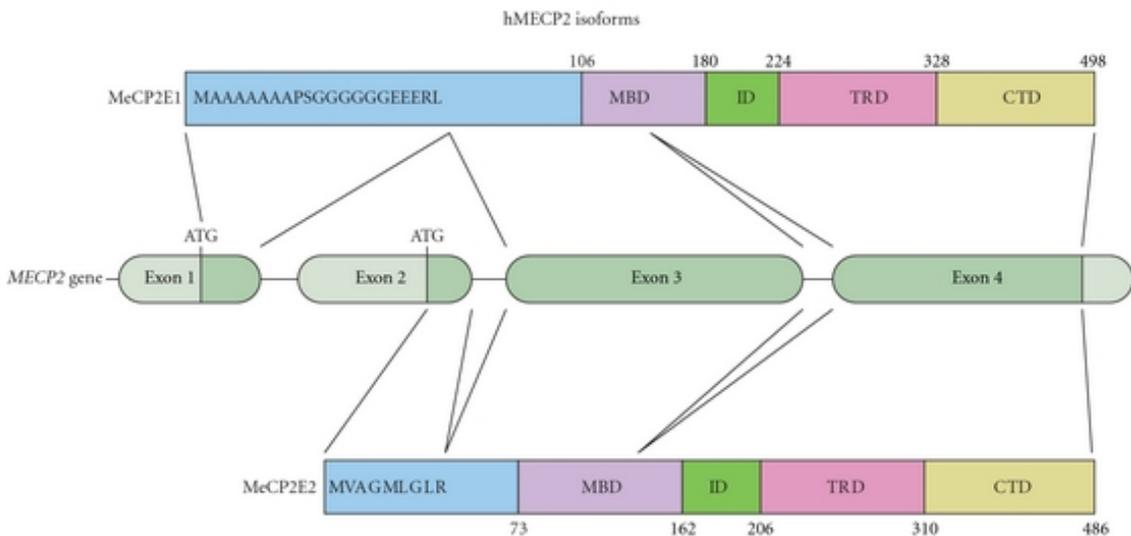 hMECP2 isoforms
106 180 224 328 498
MeCP2E1 MAAAAAAAPSGGGGGGEEERL MBD ID TRD CTD
ATG ATG
MECP2 gene Exon 1 Exon 2 Exon 3 Exon 4
MeCP2E2 MVAGMLGLR MBD ID TRD CTD
73 162 206 310 486